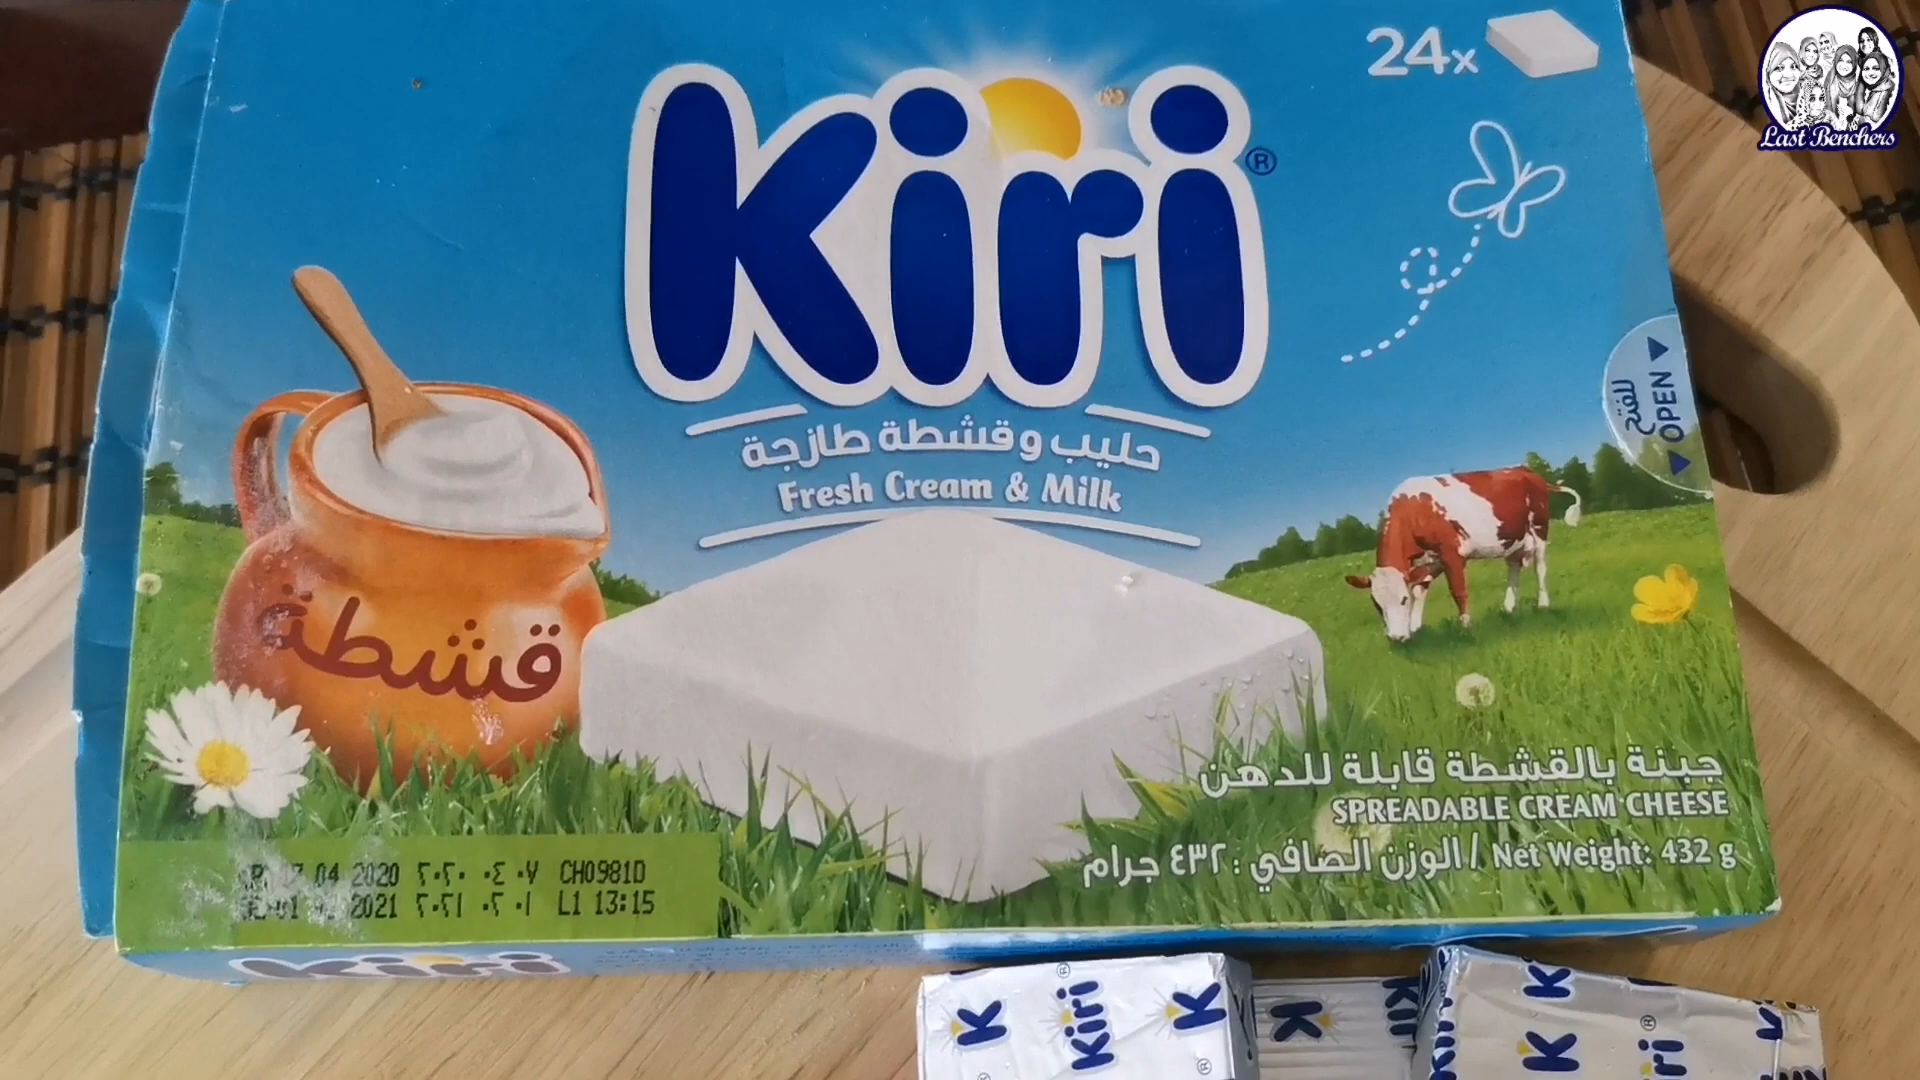 24x
Last Benchers
Kiri®
حليب و قشطة طازجة
Fresh Cream & Milk
للفتح
OPEN
قشطة
جبنة بالقشطة قابلة للدهن
SPREADABLE CREAM CHEESE
الوزن الصافي : ٤٣٢ جرام / Net Weight: 432 g
04 2020 ٢٠٢٠ ٠٤ ٠٧ CH0981D
2021 ٢٠٢١ ٠٢ ٠١ L1 13:15
kiri
K kiri K K kiri
K K